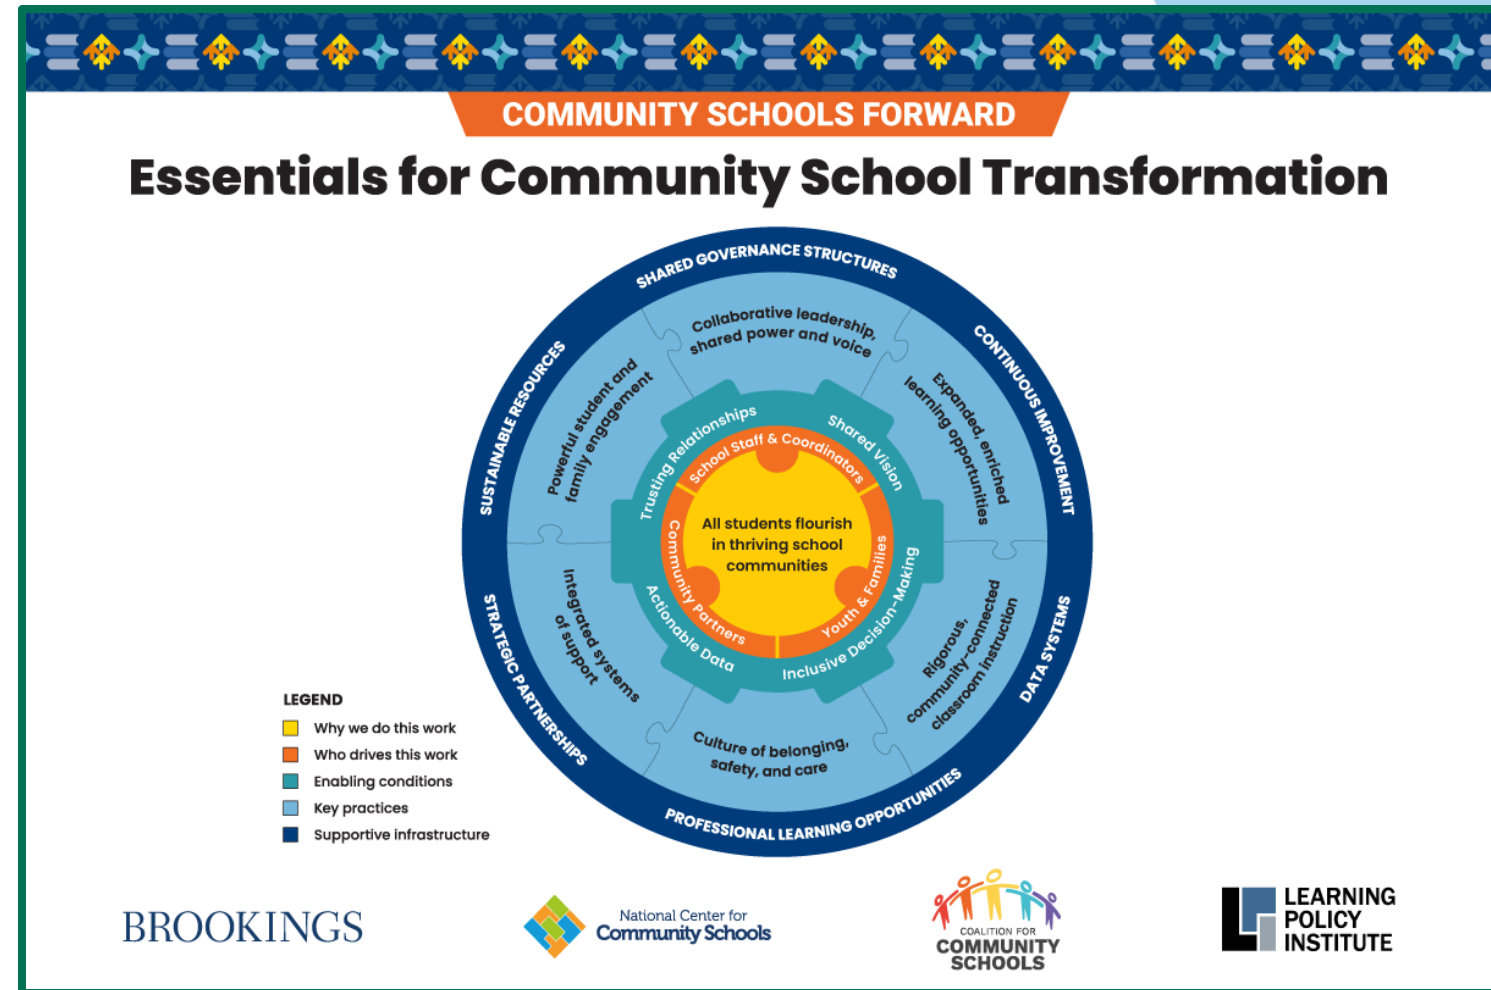 COMMUNITY SCHOOLS FORWARD
Essentials for Community School Transformation
SHARED GOVERNANCE STRUCTURES
CONTINUOUS IMPROVEMENT
DATA SYSTEMS
PROFESSIONAL LEARNING OPPORTUNITIES
STRATEGIC PARTNERSHIPS
SUSTAINABLE RESOURCES
Collaborative leadership,
shared power and voice
Expanded, enriched
learning opportunities
Rigorous,
community-connected
classroom instruction
Culture of belonging,
safety, and care
Integrated systems
of support
Powerful student and
family engagement
Trusting Relationships
Shared Vision
Inclusive Decision-Making
Actionable Data
School Staff & Coordinators
Youth & Families
Community Partners
All students flourish
in thriving school
communities
LEGEND
Why we do this work
Who drives this work
Enabling conditions
Key practices
Supportive infrastructure
BROOKINGS
National Center for
Community Schools
COALITION FOR
COMMUNITY
SCHOOLS
LEARNING
POLICY
INSTITUTE